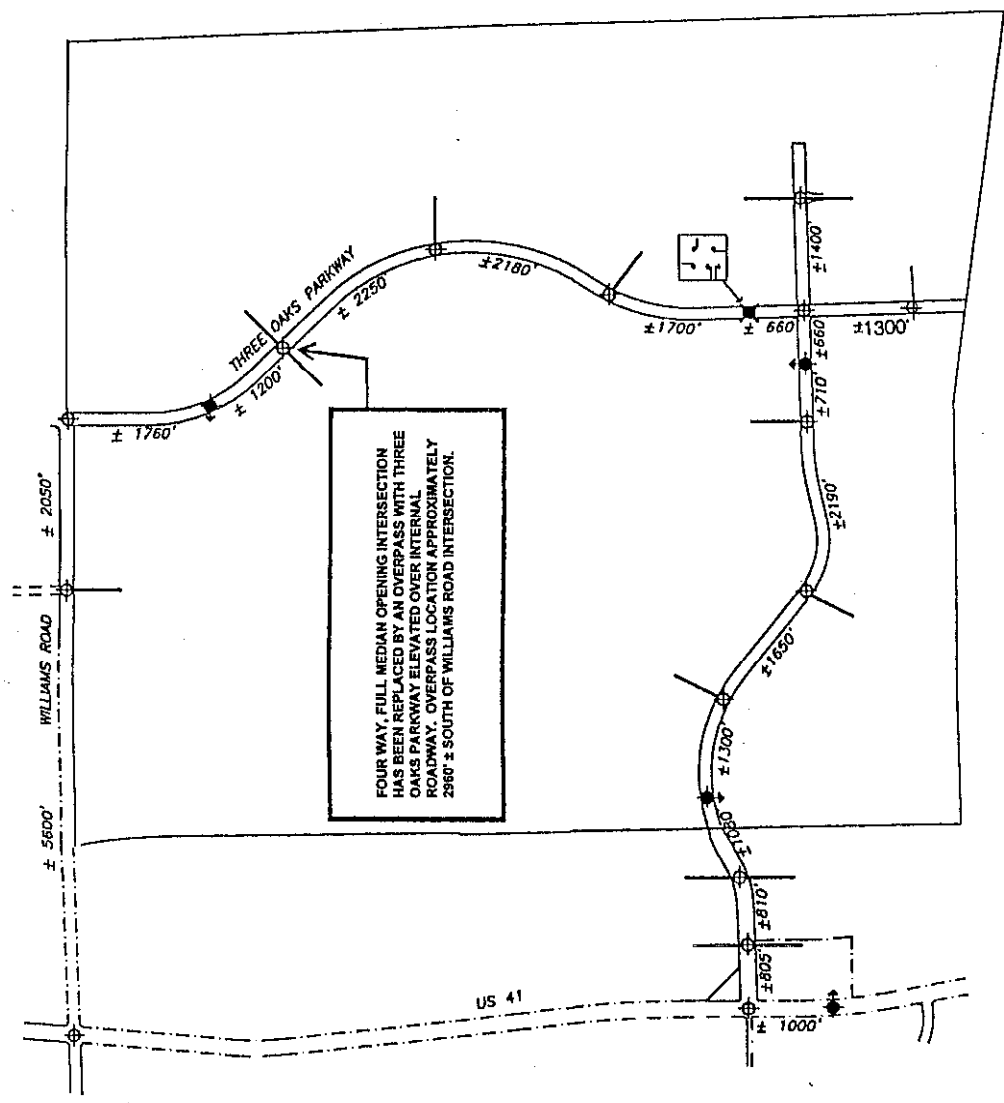 ± 5600'
WILLIAMS ROAD
± 2050'
± 1760'
± 1200'
THREE OAKS PARKWAY
± 2250'
±2180'
±1700'
± 660'
±1300'
±1400'
±660'
±710'
±2190'
±1650'
±1300'
±1080'
±810'
±805'
± 1000'
US 41
FOUR WAY, FULL MEDIAN OPENING INTERSECTION
HAS BEEN REPLACED BY AN OVERPASS WITH THREE
OAKS PARKWAY ELEVATED OVER INTERNAL
ROADWAY. OVERPASS LOCATION APPROXIMATELY
2960' ± SOUTH OF WILLIAMS ROAD INTERSECTION.